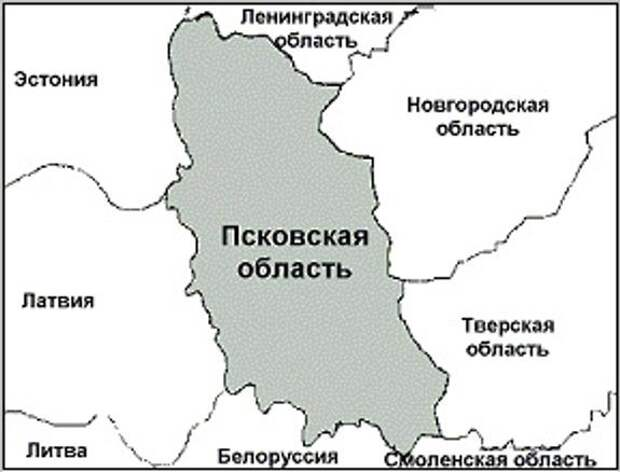 Ленинградская
область
Эстония
Новгородская
область
Псковская
область
Латвия
Тверская
область
Литва
Белоруссия
Смоленская область